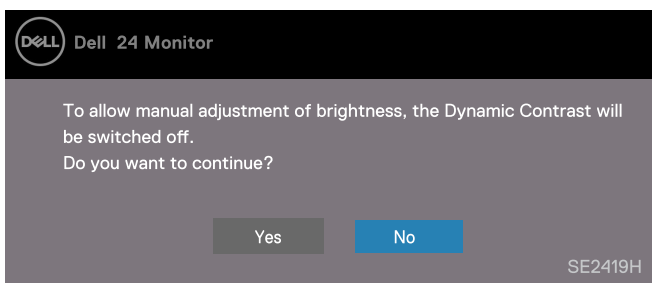 DELL
Dell 24 Monitor
To allow manual adjustment of brightness, the Dynamic Contrast will
be switched off.
Do you want to continue?
Yes No
SE2419H